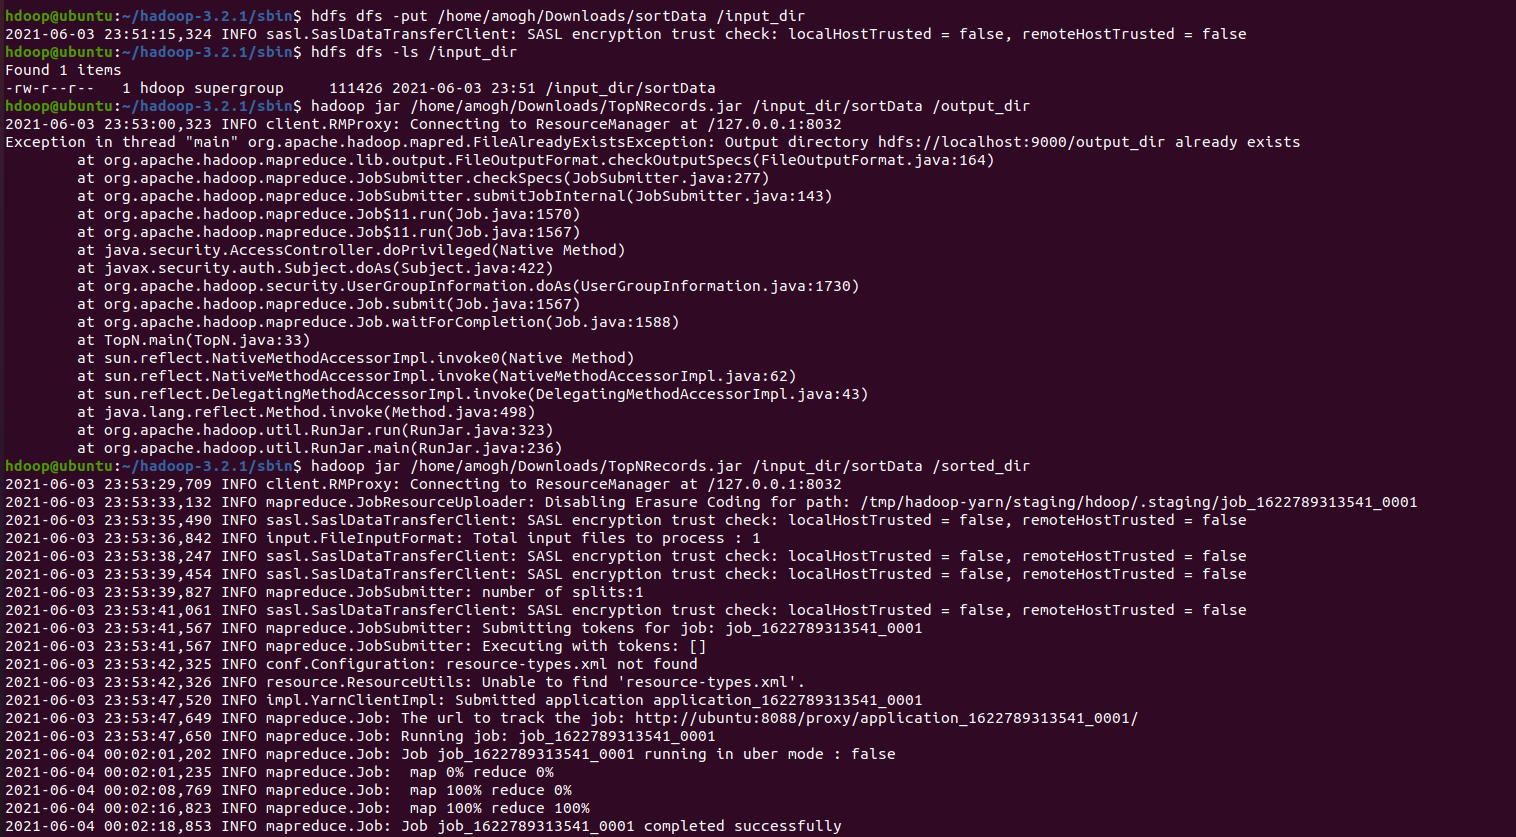 hdoop@ubuntu:~/hadoop-3.2.1/sbin$ hdfs dfs -put /home/amogh/Downloads/sortData /input_dir
2021-06-03 23:51:15,324 INFO sasl.SaslDataTransferClient: SASL encryption trust check: localHostTrusted = false, remoteHostTrusted = false
hdoop@ubuntu:~/hadoop-3.2.1/sbin$ hdfs dfs -ls /input_dir
Found 1 items
-rw-r--r--   1 hdoop supergroup     111426 2021-06-03 23:51 /input_dir/sortData
hdoop@ubuntu:~/hadoop-3.2.1/sbin$ hadoop jar /home/amogh/Downloads/TopNRecords.jar /input_dir/sortData /output_dir
2021-06-03 23:53:00,323 INFO client.RMProxy: Connecting to ResourceManager at /127.0.0.1:8032
Exception in thread "main" org.apache.hadoop.mapred.FileAlreadyExistsException: Output directory hdfs://localhost:9000/output_dir already exists
        at org.apache.hadoop.mapreduce.lib.output.FileOutputFormat.checkOutputSpecs(FileOutputFormat.java:164)
        at org.apache.hadoop.mapreduce.JobSubmitter.checkSpecs(JobSubmitter.java:277)
        at org.apache.hadoop.mapreduce.JobSubmitter.submitJobInternal(JobSubmitter.java:143)
        at org.apache.hadoop.mapreduce.Job$11.run(Job.java:1570)
        at org.apache.hadoop.mapreduce.Job$11.run(Job.java:1567)
        at java.security.AccessController.doPrivileged(Native Method)
        at javax.security.auth.Subject.doAs(Subject.java:422)
        at org.apache.hadoop.security.UserGroupInformation.doAs(UserGroupInformation.java:1730)
        at org.apache.hadoop.mapreduce.Job.submit(Job.java:1567)
        at org.apache.hadoop.mapreduce.Job.waitForCompletion(Job.java:1588)
        at TopN.main(TopN.java:33)
        at sun.reflect.NativeMethodAccessorImpl.invoke0(Native Method)
        at sun.reflect.NativeMethodAccessorImpl.invoke(NativeMethodAccessorImpl.java:62)
        at sun.reflect.DelegatingMethodAccessorImpl.invoke(DelegatingMethodAccessorImpl.java:43)
        at java.lang.reflect.Method.invoke(Method.java:498)
        at org.apache.hadoop.util.RunJar.run(RunJar.java:323)
        at org.apache.hadoop.util.RunJar.main(RunJar.java:236)
hdoop@ubuntu:~/hadoop-3.2.1/sbin$ hadoop jar /home/amogh/Downloads/TopNRecords.jar /input_dir/sortData /sorted_dir
2021-06-03 23:53:29,709 INFO client.RMProxy: Connecting to ResourceManager at /127.0.0.1:8032
2021-06-03 23:53:33,132 INFO mapreduce.JobResourceUploader: Disabling Erasure Coding for path: /tmp/hadoop-yarn/staging/hdoop/.staging/job_1622789313541_0001
2021-06-03 23:53:35,490 INFO sasl.SaslDataTransferClient: SASL encryption trust check: localHostTrusted = false, remoteHostTrusted = false
2021-06-03 23:53:36,842 INFO input.FileInputFormat: Total input files to process : 1
2021-06-03 23:53:38,247 INFO sasl.SaslDataTransferClient: SASL encryption trust check: localHostTrusted = false, remoteHostTrusted = false
2021-06-03 23:53:39,454 INFO sasl.SaslDataTransferClient: SASL encryption trust check: localHostTrusted = false, remoteHostTrusted = false
2021-06-03 23:53:39,827 INFO mapreduce.JobSubmitter: number of splits:1
2021-06-03 23:53:41,061 INFO sasl.SaslDataTransferClient: SASL encryption trust check: localHostTrusted = false, remoteHostTrusted = false
2021-06-03 23:53:41,567 INFO mapreduce.JobSubmitter: Submitting tokens for job: job_1622789313541_0001
2021-06-03 23:53:41,567 INFO mapreduce.JobSubmitter: Executing with tokens: []
2021-06-03 23:53:42,325 INFO conf.Configuration: resource-types.xml not found
2021-06-03 23:53:42,326 INFO resource.ResourceUtils: Unable to find 'resource-types.xml'.
2021-06-03 23:53:47,520 INFO impl.YarnClientImpl: Submitted application application_1622789313541_0001
2021-06-03 23:53:47,649 INFO mapreduce.Job: The url to track the job: http://ubuntu:8088/proxy/application_1622789313541_0001/
2021-06-03 23:53:47,650 INFO mapreduce.Job: Running job: job_1622789313541_0001
2021-06-04 00:02:01,202 INFO mapreduce.Job: Job job_1622789313541_0001 running in uber mode : false
2021-06-04 00:02:01,235 INFO mapreduce.Job:  map 0% reduce 0%
2021-06-04 00:02:08,769 INFO mapreduce.Job:  map 100% reduce 0%
2021-06-04 00:02:16,823 INFO mapreduce.Job:  map 100% reduce 100%
2021-06-04 00:02:18,853 INFO mapreduce.Job: Job job_1622789313541_0001 completed successfully